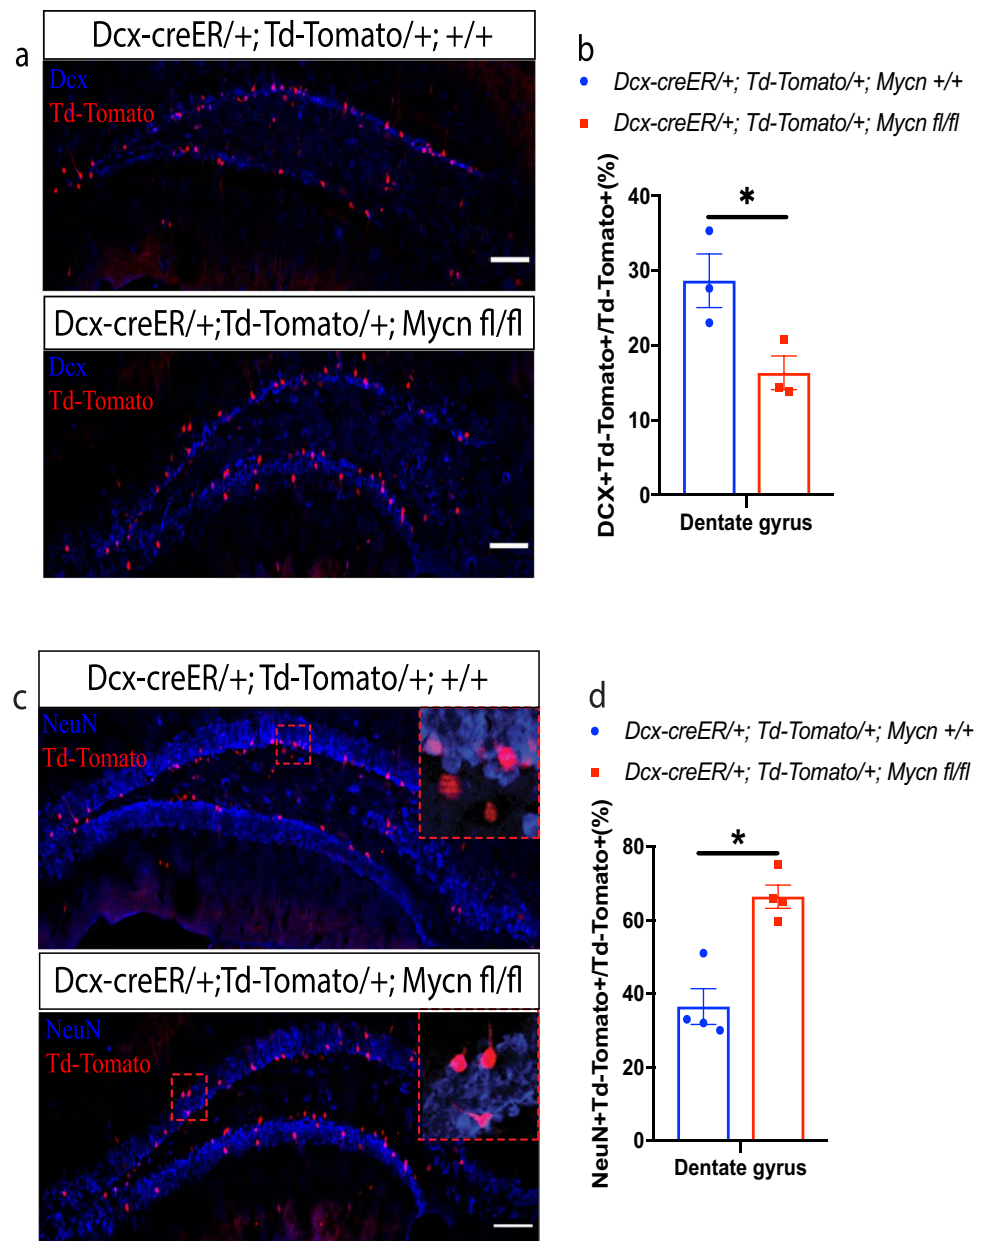 a
Dcx-creER/+; Td-Tomato/+; +/+
Dcx
Td-Tomato
Dcx-creER/+;Td-Tomato/+; Mycn fl/fl
Dcx
Td-Tomato
b
Dcx-creER/+; Td-Tomato/+; Mycn +/+
Dcx-creER/+; Td-Tomato/+; Mycn fl/fl
DCX+Td-Tomato+/Td-Tomato+(%)
40
30
20
10
0
*
Dentate gyrus
c
Dcx-creER/+; Td-Tomato/+; +/+
NeuN
Td-Tomato
Dcx-creER/+;Td-Tomato/+; Mycn fl/fl
NeuN
Td-Tomato
d
Dcx-creER/+; Td-Tomato/+; Mycn +/+
Dcx-creER/+; Td-Tomato/+; Mycn fl/fl
NeuN+Td-Tomato+/Td-Tomato+(%)
80
60
40
20
0
*
Dentate gyrus